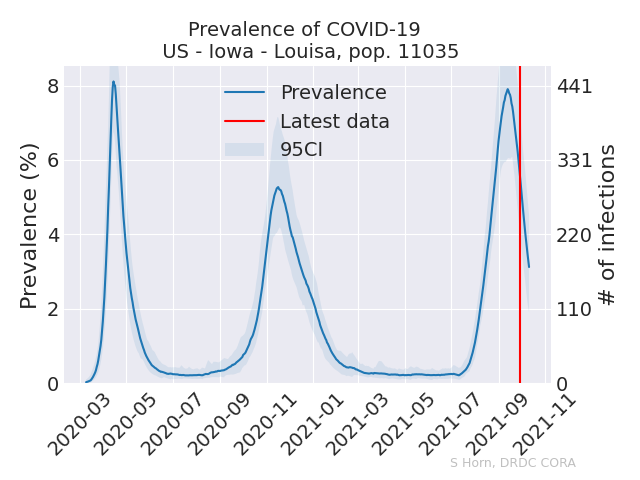 Prevalence of COVID-19
US - Iowa - Louisa, pop. 11035
Prevalence
Latest data
95CI
Prevalence (%)
8
6
4
2
0
441
331
220
110
0
# of infections
2020-03
2020-05
2020-07
2020-09
2020-11
2021-01
2021-03
2021-05
2021-07
2021-09
2021-11
S Horn, DRDC CORA